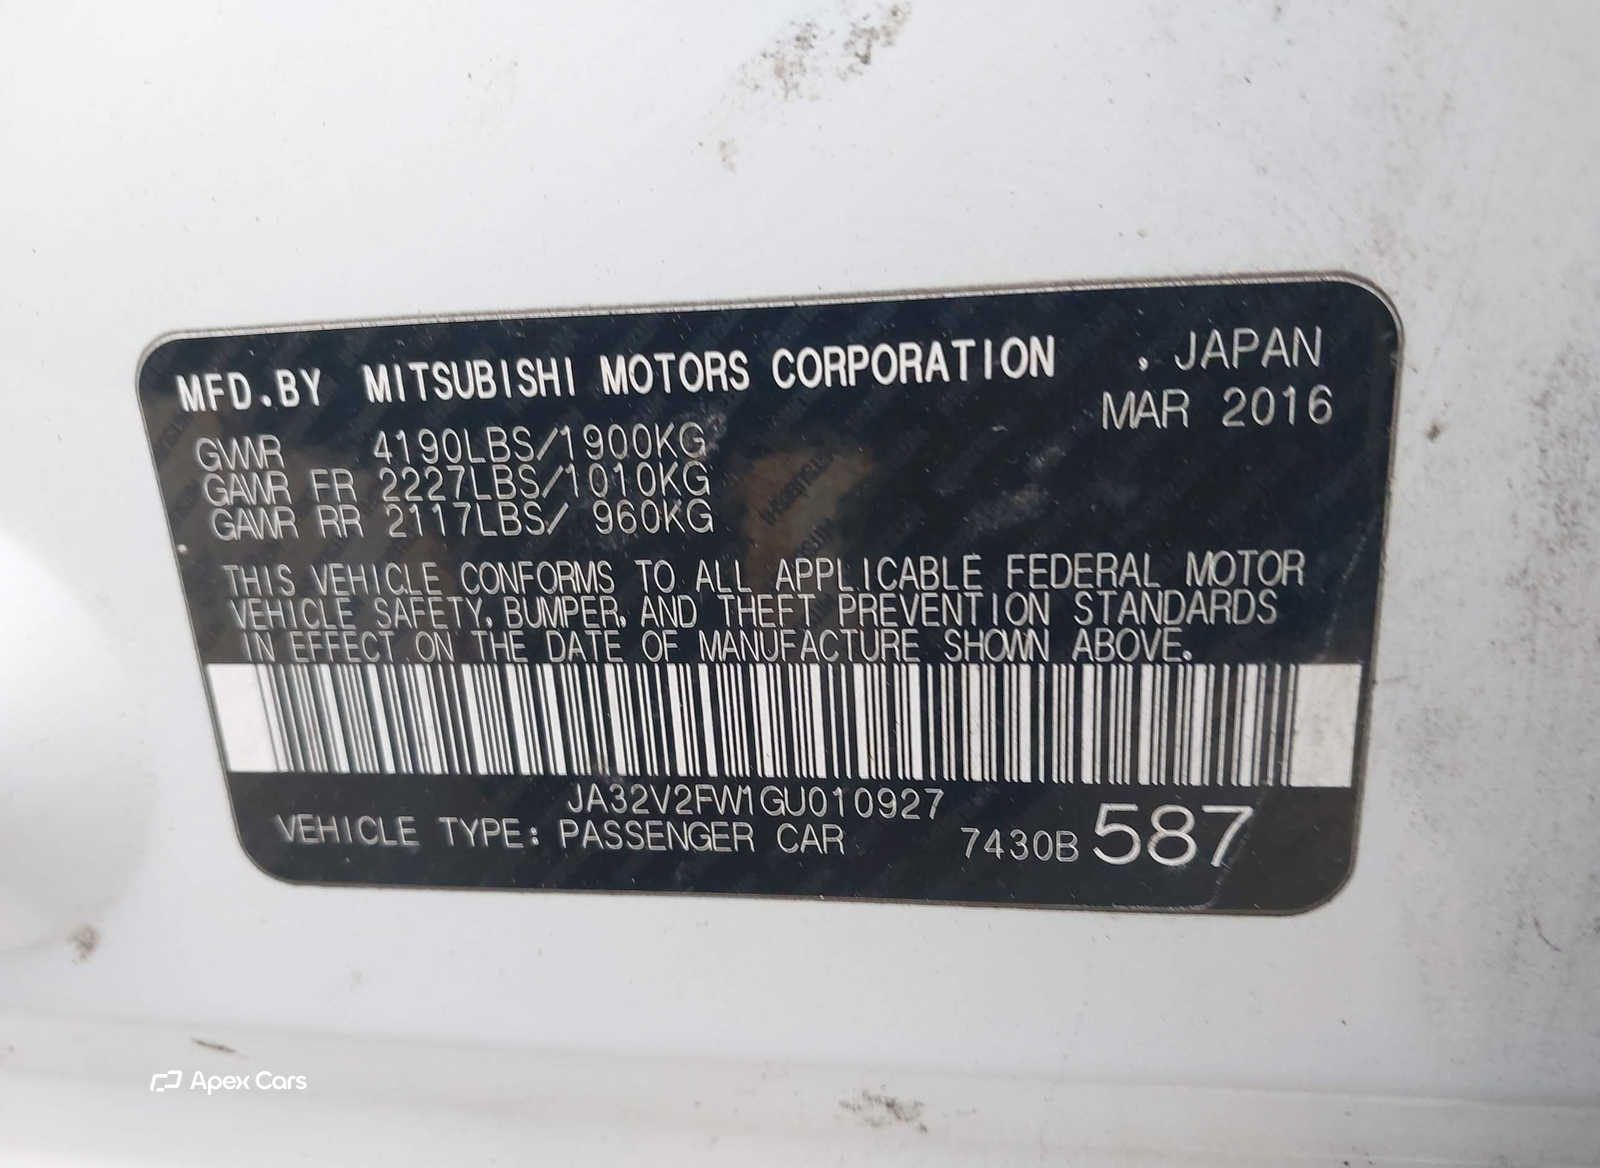 MFD.BY MITSUBISHI MOTORS CORPORATION , JAPAN
MAR 2016
GVWR 4190LBS/1900KG
GAWR FR 2227LBS/1010KG
GAWR RR 2117LBS/ 960KG
THIS VEHICLE CONFORMS TO ALL APPLICABLE FEDERAL MOTOR
VEHICLE SAFETY, BUMPER, AND THEFT PREVENTION STANDARDS
IN EFFECT ON THE DATE OF MANUFACTURE SHOWN ABOVE.
JA32V2FW1GU010927
VEHICLE TYPE: PASSENGER CAR 7430B 587
Apex Cars